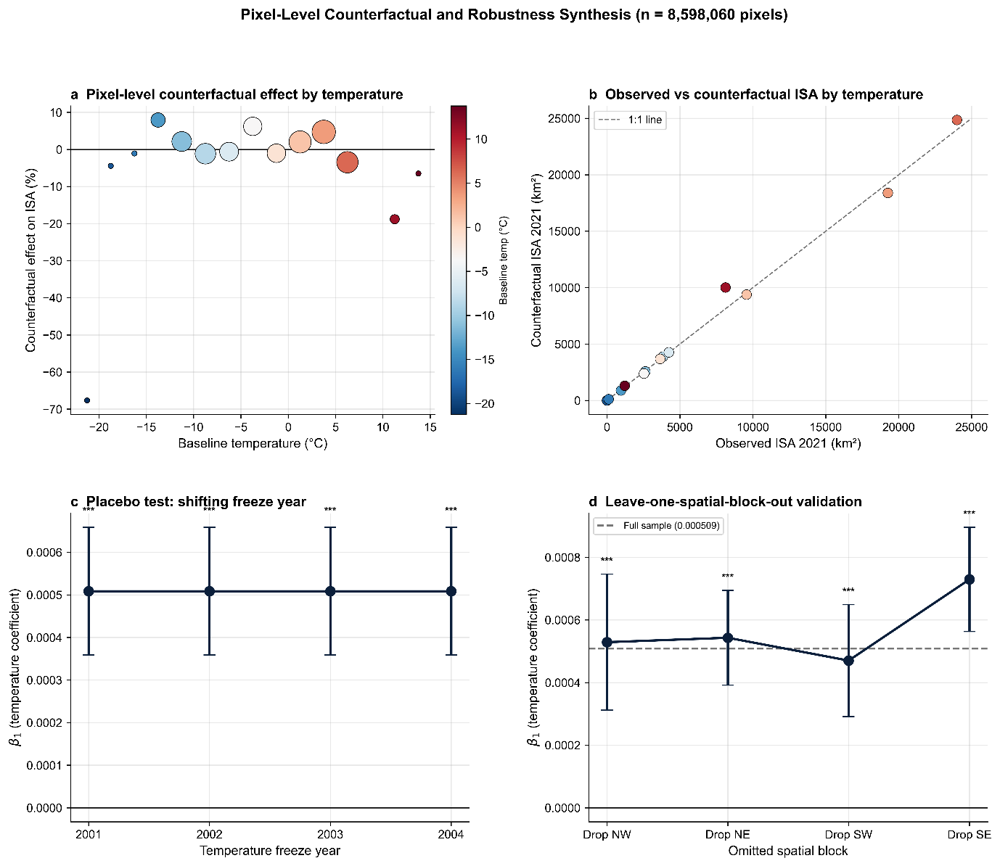 Pixel-Level Counterfactual and Robustness Synthesis (n = 8,598,060 pixels)
a Pixel-level counterfactual effect by temperature
10
0
−10
−20
−30
−40
−50
−60
−70
Counterfactual effect on ISA (%)
−20 −15 −10 −5 0 5 10 15
Baseline temperature (°C)
10
5
0
−5
−10
−15
−20
Baseline temp (°C)
b Observed vs counterfactual ISA by temperature
1:1 line
25000
20000
15000
10000
5000
0
Counterfactual ISA 2021 (km²)
0 5000 10000 15000 20000 25000
Observed ISA 2021 (km²)
c Placebo test: shifting freeze year
*** *** *** ***
0.0006
0.0005
0.0004
0.0003
0.0002
0.0001
0.0000
β₁ (temperature coefficient)
2001 2002 2003 2004
Temperature freeze year
d Leave-one-spatial-block-out validation
Full sample (0.000509)
*** *** *** ***
0.0008
0.0006
0.0004
0.0002
0.0000
β₁ (temperature coefficient)
Drop NW Drop NE Drop SW Drop SE
Omitted spatial block